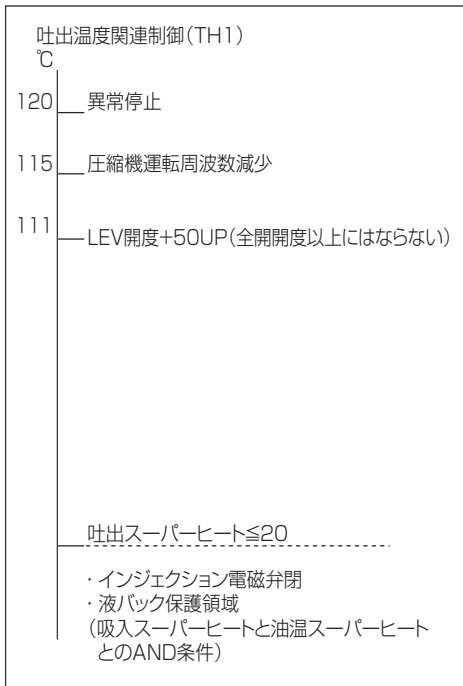 吐出温度関連制御(TH1)
℃
120 異常停止
115 圧縮機運転周波数減少
111 LEV開度+50UP(全開開度以上にはならない)
吐出スーパーヒート≦20
・インジェクション電磁弁閉
・液バック保護領域
(吸入スーパーヒートと油温スーパーヒート
とのAND条件)